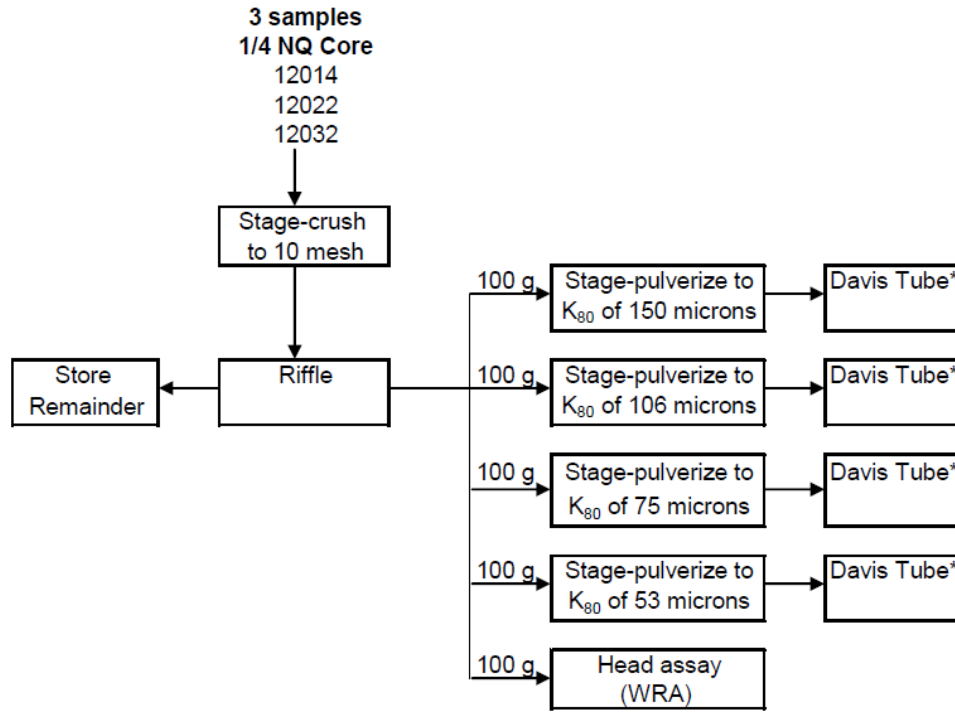 3 samples
1/4 NQ Core
12014
12022
12032
Stage-crush
to 10 mesh
Riffle
Store
Remainder
100 g
Stage-pulverize to
K80 of 150 microns
Davis Tube*
100 g
Stage-pulverize to
K80 of 106 microns
Davis Tube*
100 g
Stage-pulverize to
K80 of 75 microns
Davis Tube*
100 g
Stage-pulverize to
K80 of 53 microns
Davis Tube*
100 g
Head assay
(WRA)